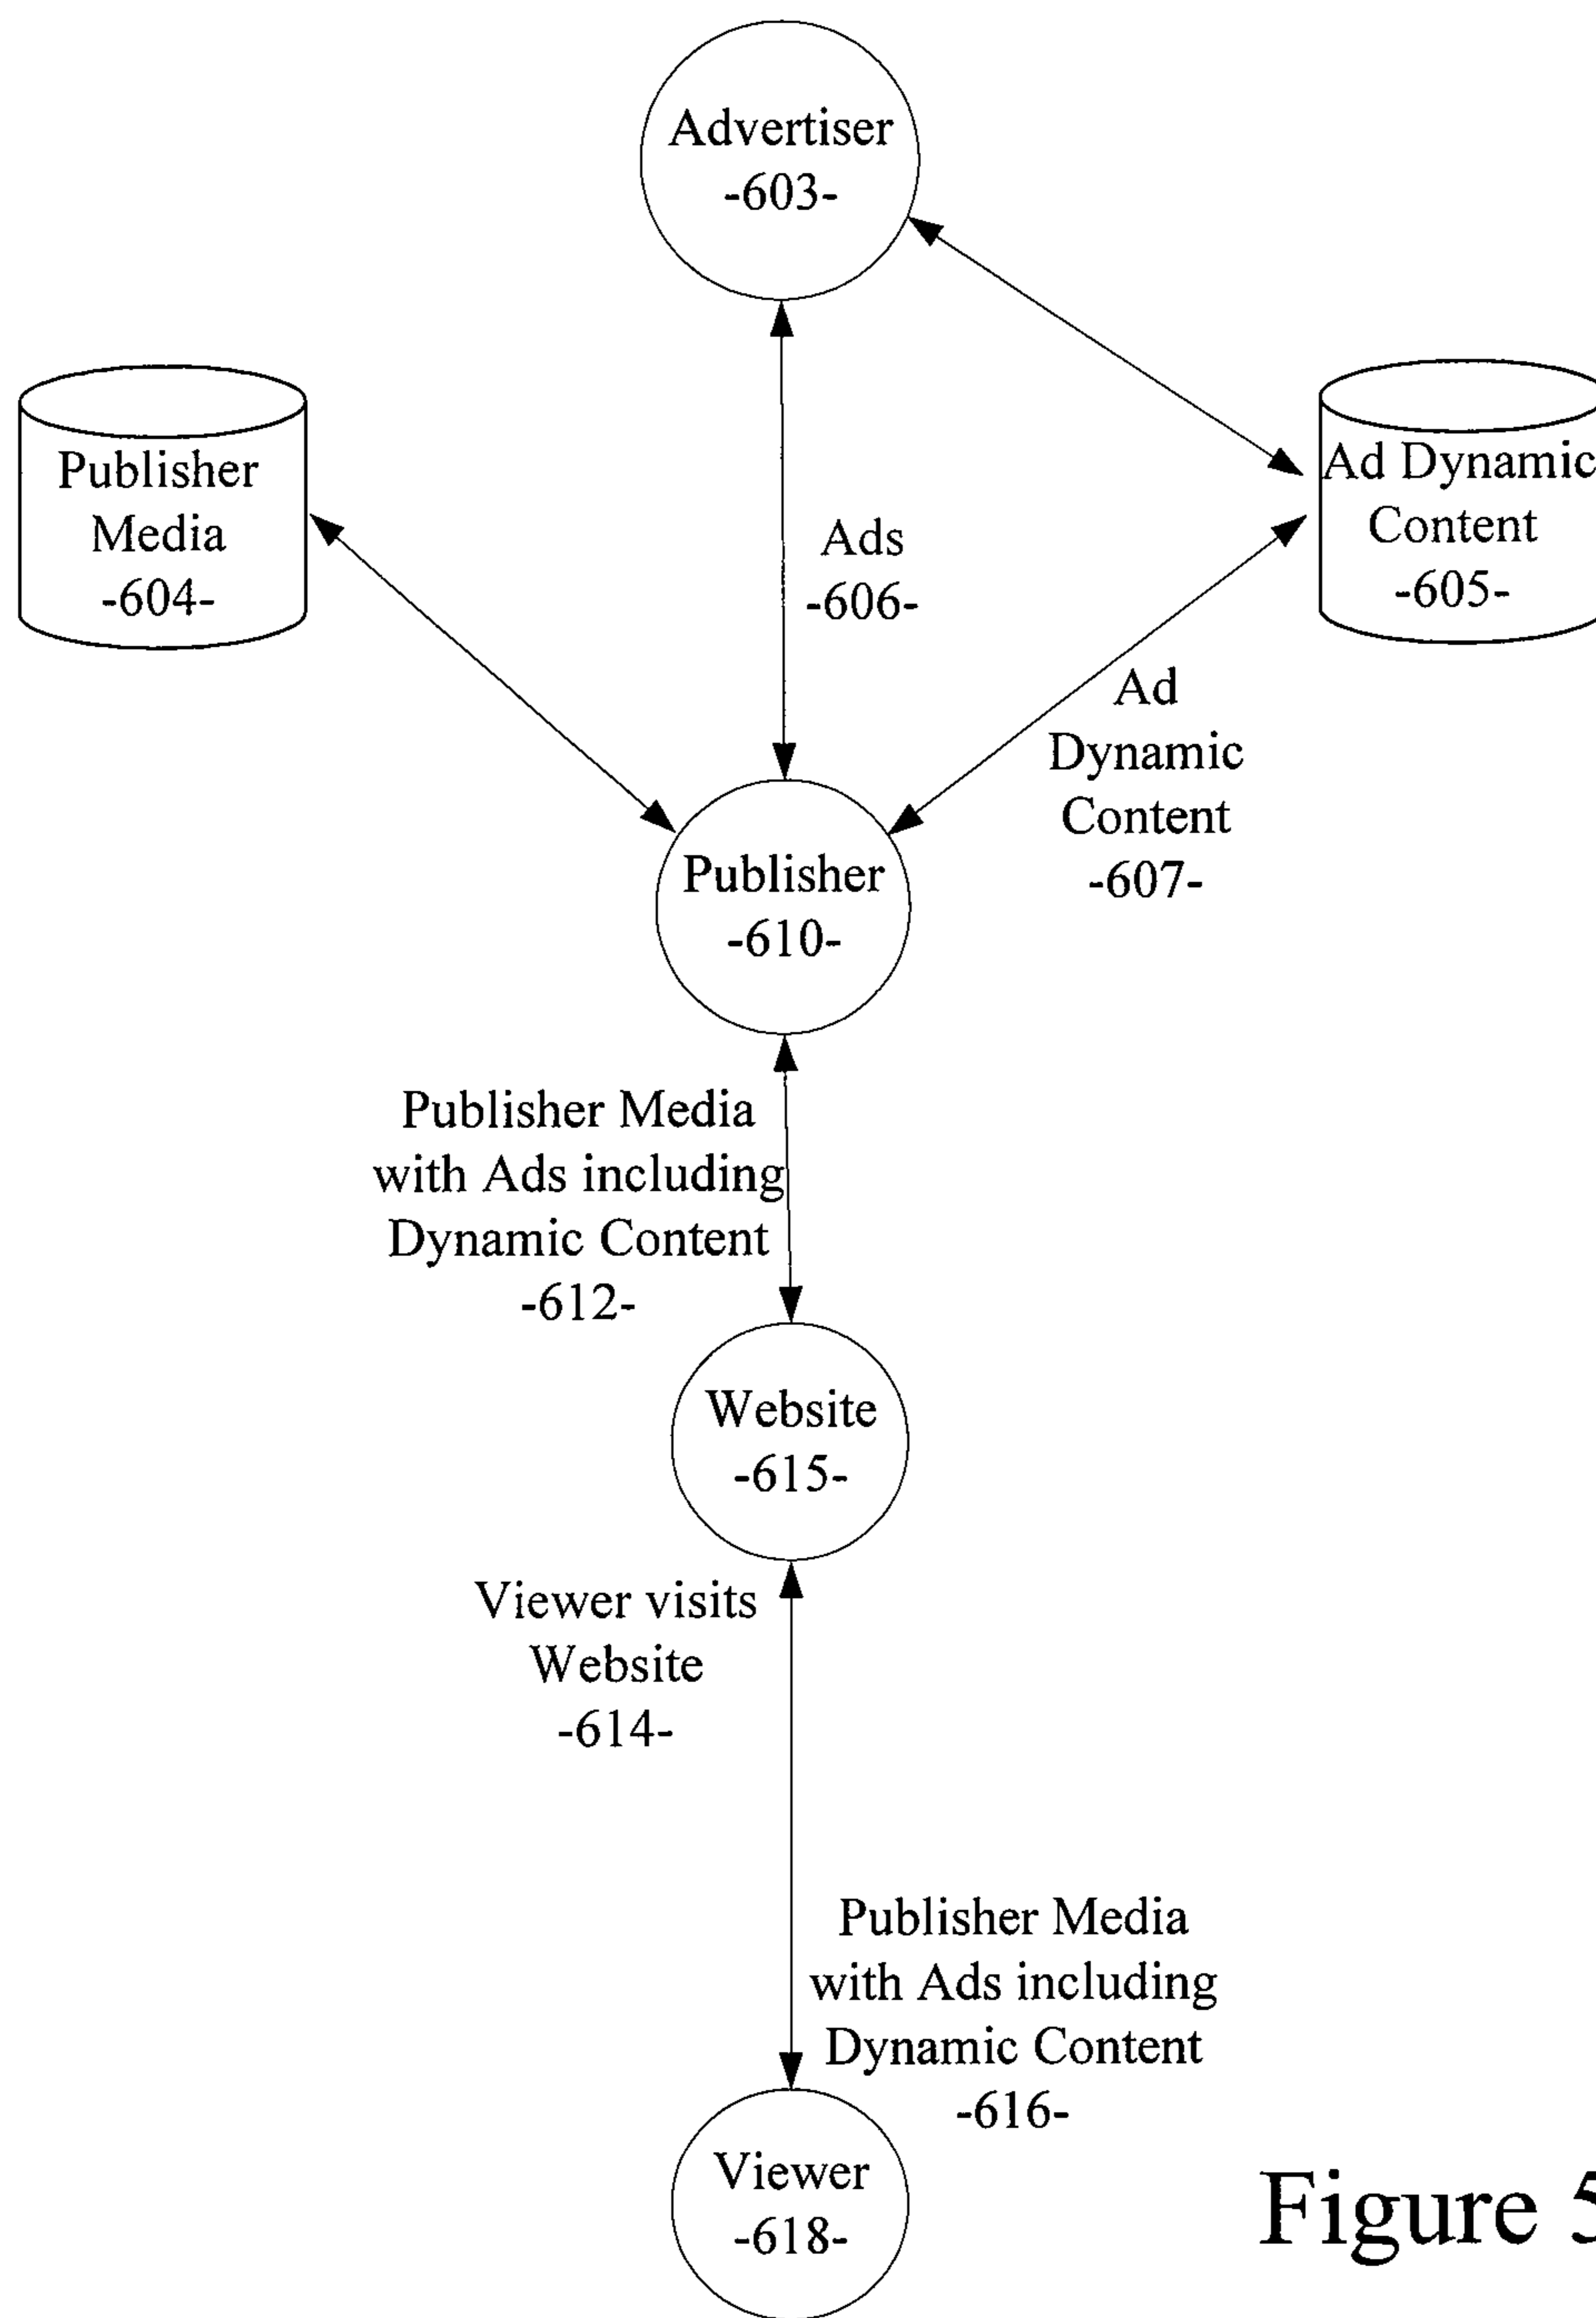 Advertiser
-603-
Publisher
Media
-604-
Ads
-606-
Ad Dynamic
Content
-605-
Ad
Dynamic
Content
-607-
Publisher
-610-
Publisher Media
with Ads including
Dynamic Content
-612-
Website
-615-
Viewer visits
Website
-614-
Publisher Media
with Ads including
Dynamic Content
-616-
Viewer
-618-
Figure 5